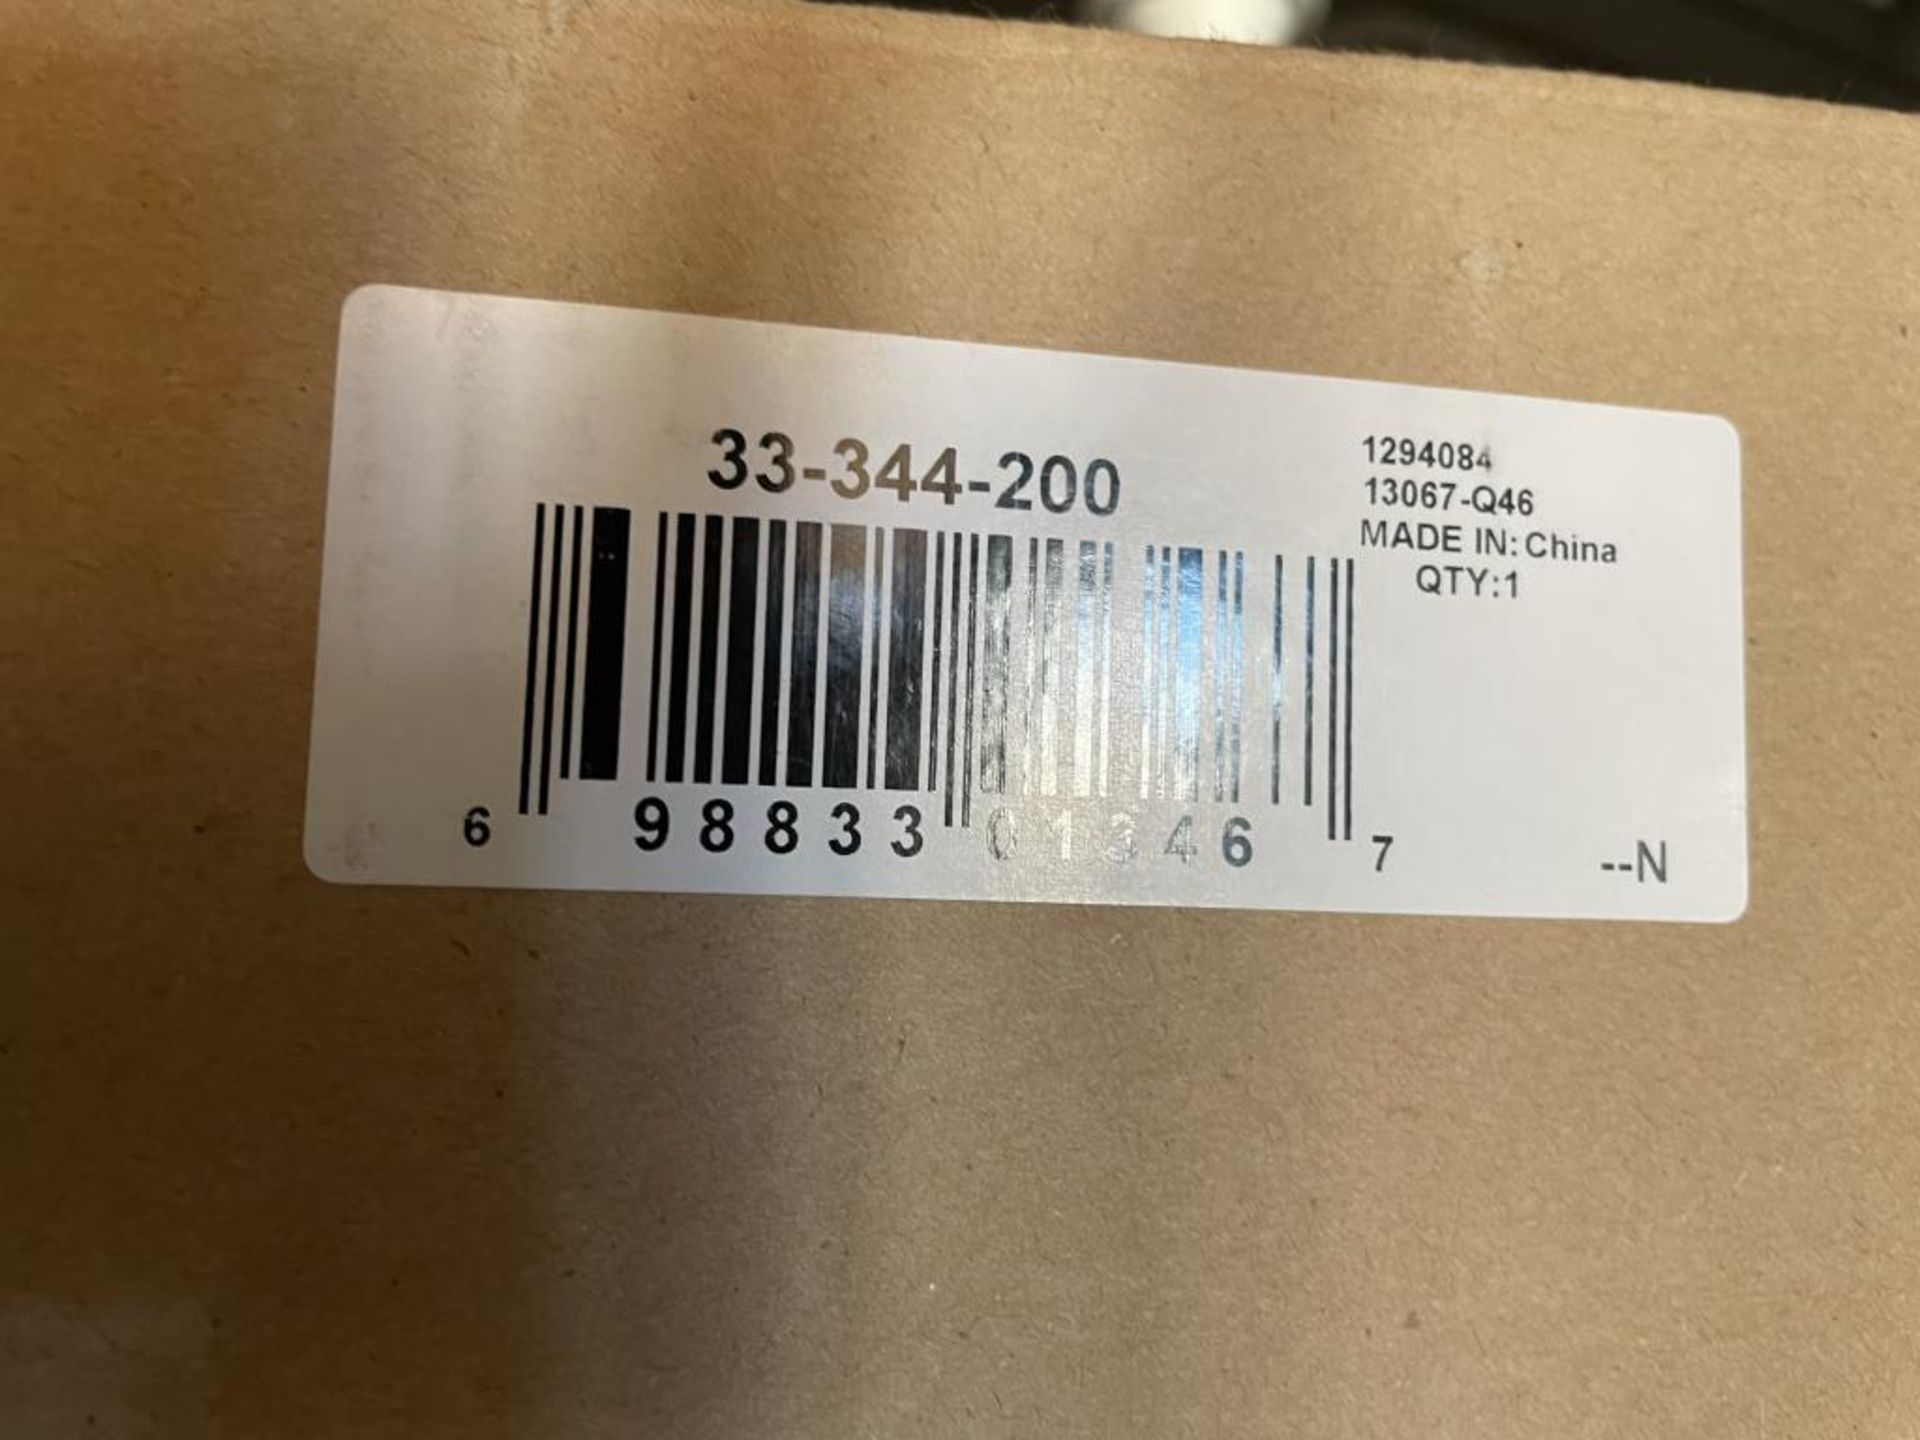 33-344-200
1294084
13067-Q46
MADE IN: China
QTY:1
6 98833 01346 7
--N